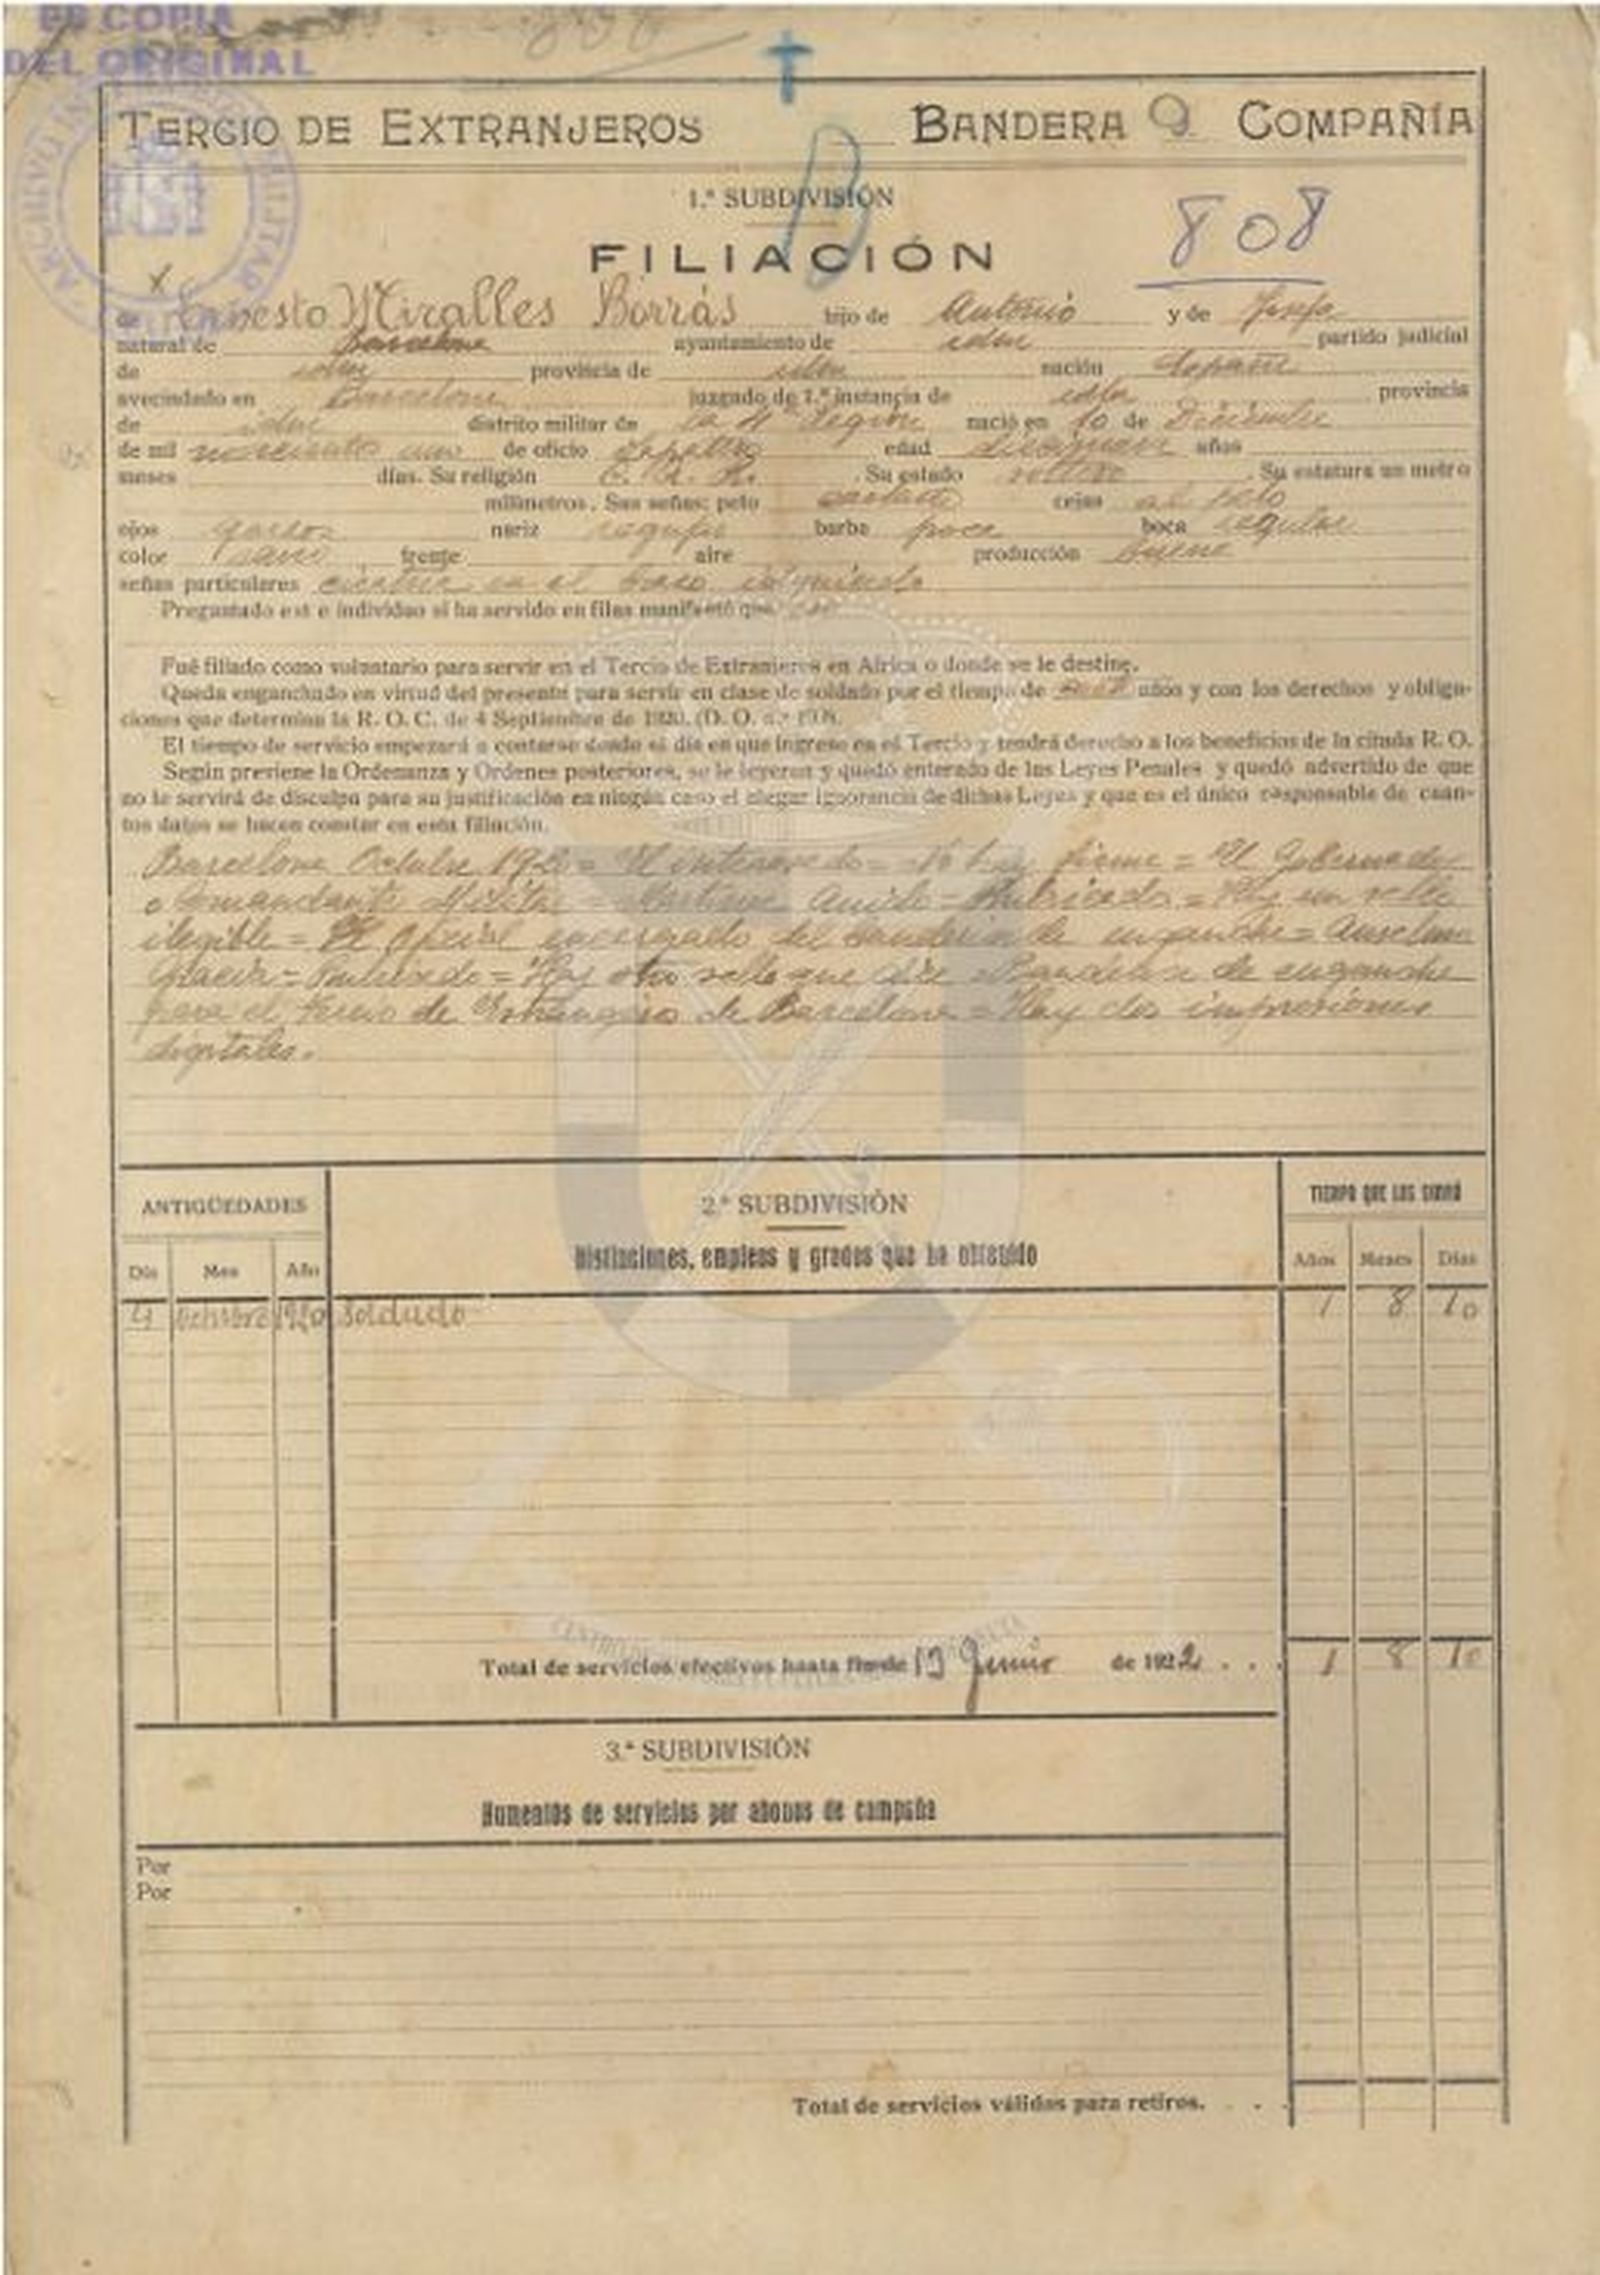 ES COPIA
DEL ORIGINAL
TERCIO DE EXTRANJEROS BANDERA 9 COMPAÑÍA
1.ª SUBDIVISIÓN
808
FILIACIÓN
de Ernesto Miralles Borrás hijo de Antonio y de Josefa
natural de Barcelona ayuntamiento de idem partido judicial
de idem provincia de idem nación España
avecindado en Barcelona juzgado de 1.ª instancia de idem provincia
de idem distrito militar de la 4ª Región nació en 10 de Diciembre
de mil novecientos uno de oficio zapatero edad diecinueve años
meses días. Su religión C. A. R. Su estado soltero . Su estatura un metro
milímetros. Sus señas: pelo castaño cejas al pelo
ojos garzos nariz regular barba poca boca regular
color sano frente aire producción buena
señas particulares cicatriz en el brazo izquierdo
Preguntado este individuo si ha servido en filas manifestó que
Fué filiado como voluntario para servir en el Tercio de Extranjeros en Africa o donde se le destine.
Queda enganchado en virtud del presente para servir en clase de soldado por el tiempo de años y con los derechos y obliga-
ciones que determina la R. O. C. de 4 Septiembre de 1920. (D. O. n.º
El tiempo de servicio empezará a contarse desde el día en que ingrese en el Tercio y tendrá derecho a los beneficios de la citada R. O.
Según previene la Ordenanza y Ordenes posteriores, se le leyeron y quedó enterado de las Leyes Penales y quedó advertido de que
no le servirá de disculpa para su justificación en ningún caso el alegar ignorancia de dichas Leyes y que es el único responsable de cuan-
tos datos se hacen constar en esta filiación.
Barcelona Octubre 1920 = El interesado = No hay firma = El Gobernador
o Comandante Militar = = Rubricado = Hay un sello
ilegible = El Oficial encargado del banderín de enganche = Anselmo
= Rubricado = Hay otro sello que dice = Banderín de enganche
para el Tercio de Extrangeros de Barcelona = Hay dos impresiones
digitales.
ANTIGÜEDADES 2.ª SUBDIVISIÓN TIEMPO QUE LOS SIRVIÓ
Distinciones, empleos y grados que ha obtenido
Día Mes Año Años Meses Días
4 Octubre 1920 Soldado 1 8 10
Total de servicios efectivos hasta fin de 13 Junio de 1922 . . . 1 8 10
3.ª SUBDIVISIÓN
Aumentos de servicios por abonos de campaña
Por
Por
Total de servicios válidos para retiros. . . .